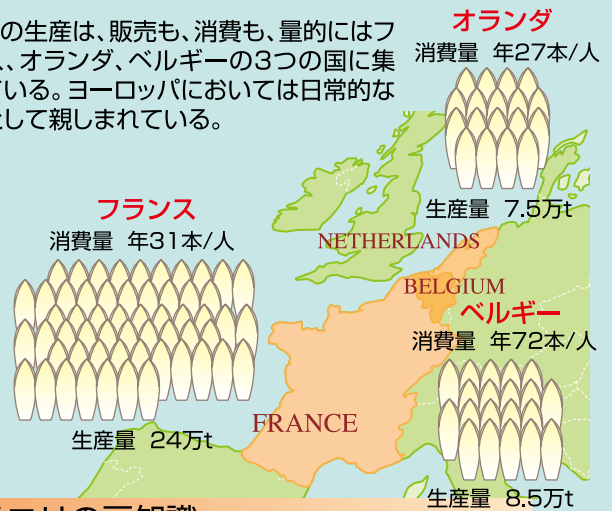 の生産は、販売も、消費も、量的にはフ
、オランダ、ベルギーの3つの国に集
いる。ヨーロッパにおいては日常的な
して親しまれている。
オランダ
消費量 年27本/人
生産量 7.5万t
フランス
消費量 年31本/人
生産量 24万t
NETHERLANDS
BELGIUM
ベルギー
消費量 年72本/人
生産量 8.5万t
FRANCE